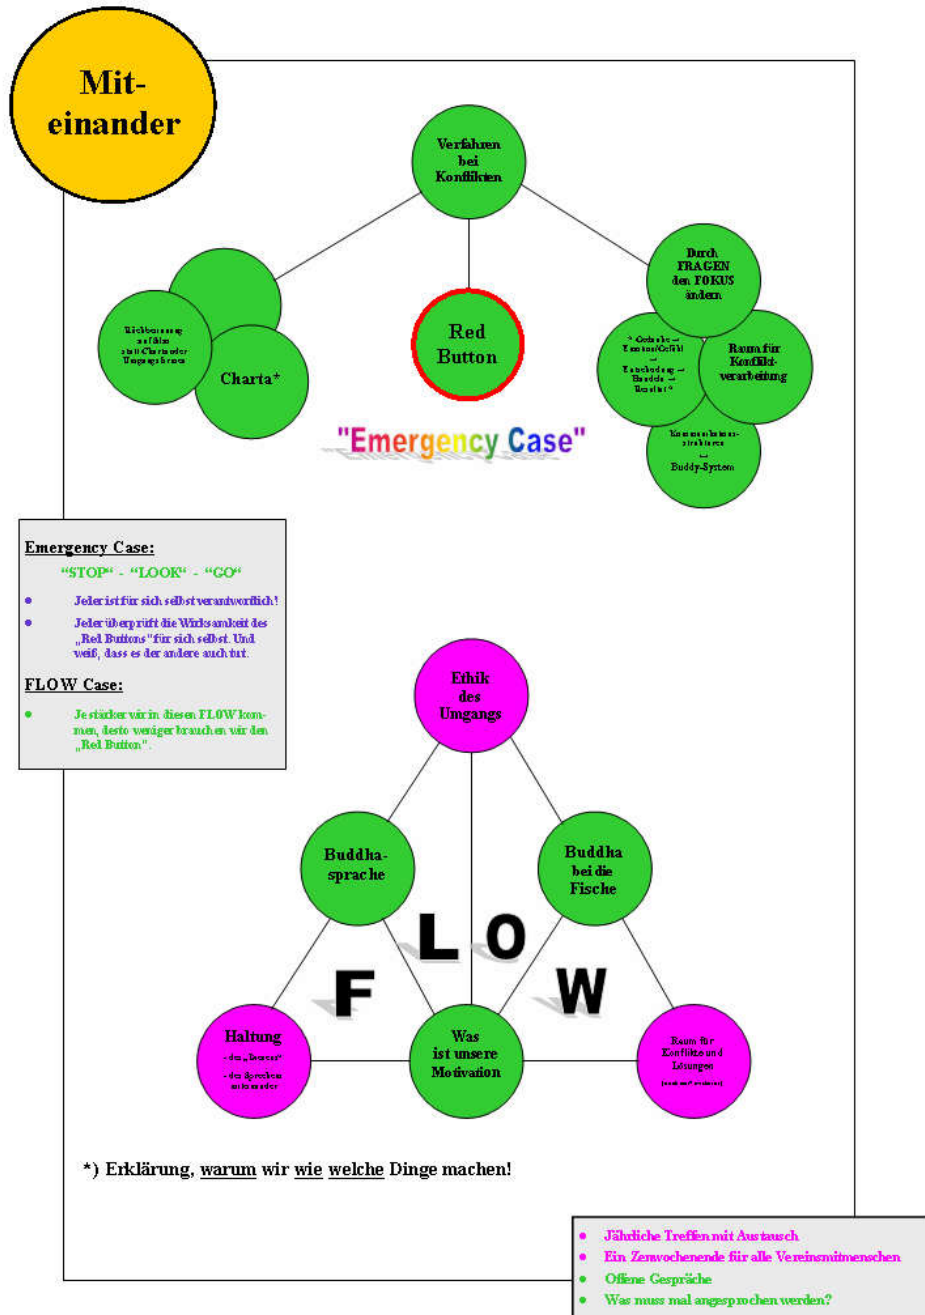 Mit-
einander
Verfahren
bei
Konflikten
Durch
FRAGEN
den FOKUS
ändern
Charta*
Red
Button
"Emergency Case"
Raum für
Konflikt-
verarbeitung
Kommunikations-
strukturen
Buddy-System
Emergency Case:
"STOP" - "LOOK" - "GO"
• Jeder ist für sich selbst verantwortlich!
• Jeder überprüft die Wirksamkeit des
„Red Buttons" für sich selbst. Und
weiß, dass es der andere auch tut.
FLOW Case:
• Je stärker wir in diesen FLOW kom-
men, desto weniger brauchen wir den
„Red Button".
Ethik
des
Umgangs
Buddha-
sprache
Buddha
bei die
Fische
F L O W
Haltung
- des Sprechens
miteinander
Was
ist unsere
Motivation
Raum für
Konflikte und
Lösungen
*) Erklärung, warum wir wie welche Dinge machen!
• Jährliche Treffen mit Austausch
• Ein Zenwochenende für alle Vereinsmitmenschen
• Offene Gespräche
• Was muss mal angesprochen werden?